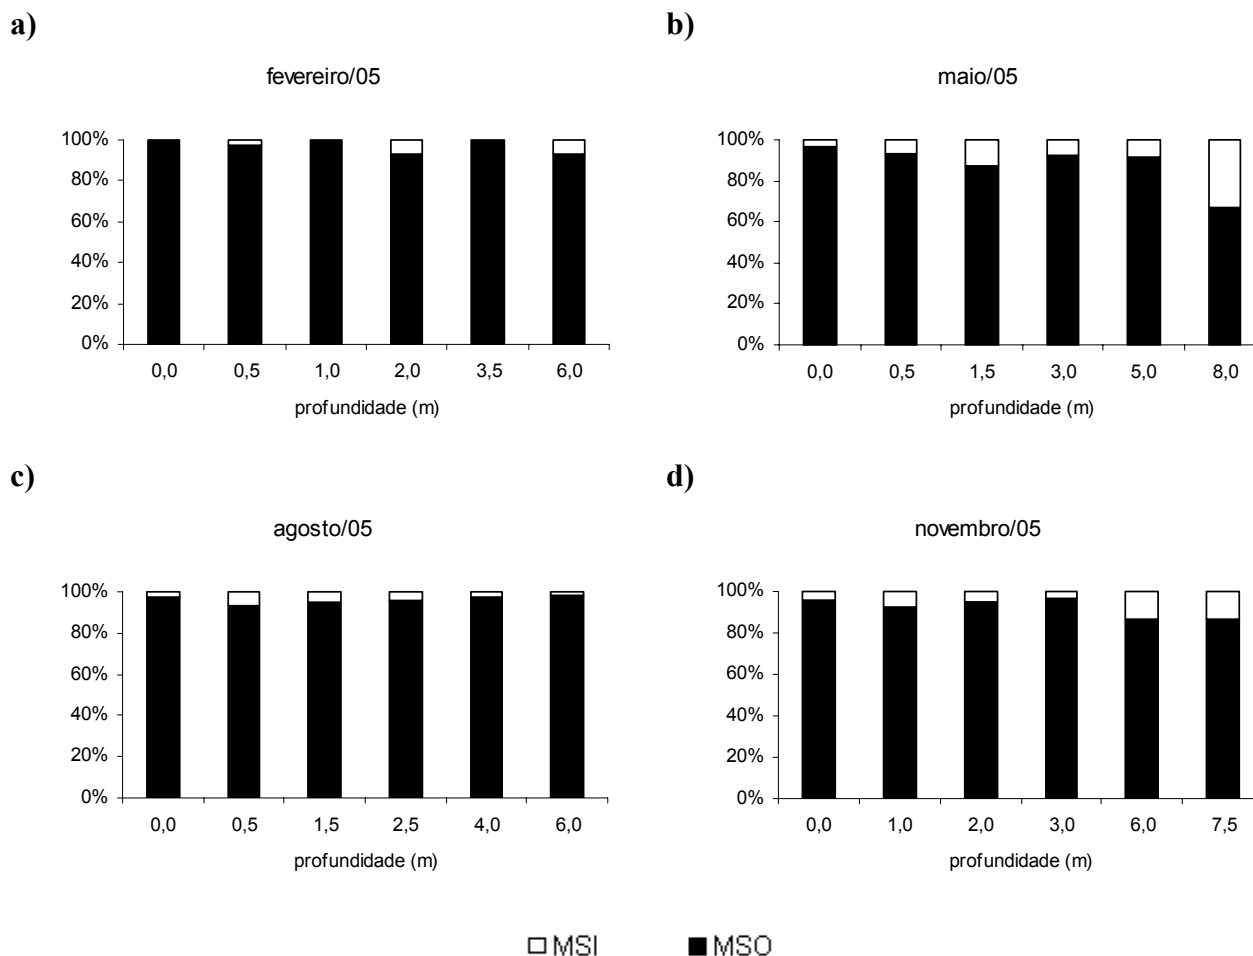 a)
fevereiro/05
100%
80%
60%
40%
20%
0%
0,0 0,5 1,0 2,0 3,5 6,0
profundidade (m)
b)
maio/05
100%
80%
60%
40%
20%
0%
0,0 0,5 1,5 3,0 5,0 8,0
profundidade (m)
c)
agosto/05
100%
80%
60%
40%
20%
0%
0,0 0,5 1,5 2,5 4,0 6,0
profundidade (m)
d)
novembro/05
100%
80%
60%
40%
20%
0%
0,0 1,0 2,0 3,0 6,0 7,5
profundidade (m)
MSI MSO